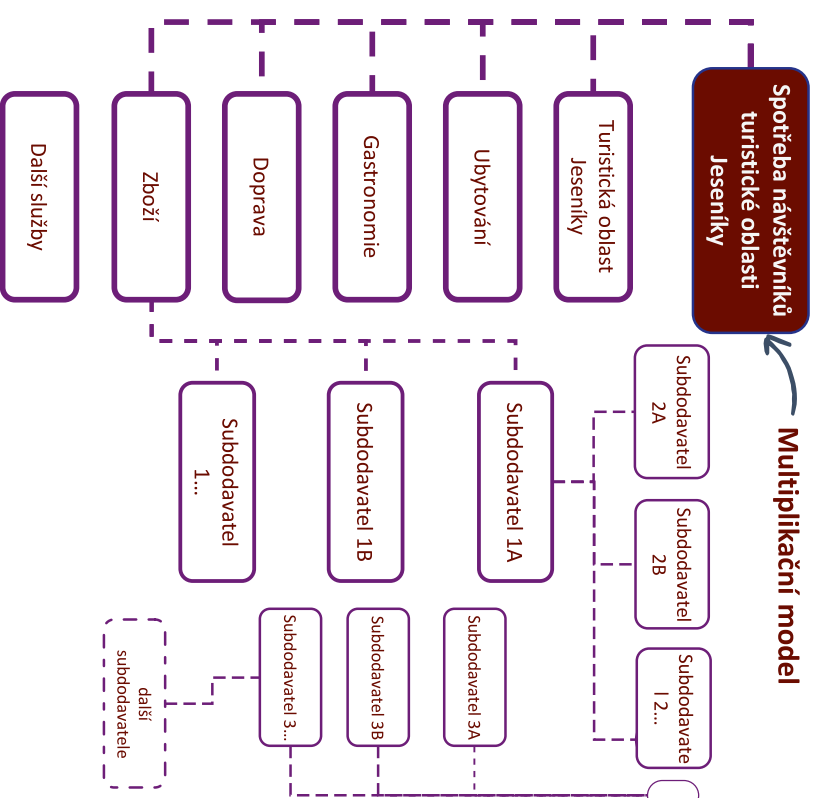 Multiplikační model
Spotřeba návštěvníků
turistické oblasti
Jeseníky
Turistická oblast
Jeseníky
Ubytování
Gastronomie
Doprava
Zboží
Další služby
Subdodavatel 1A
Subdodavatel 1B
Subdodavatel
1...
Subdodavatel
2A
Subdodavatel
2B
Subdodavate
l 2...
Subdodavatel 3A
Subdodavatel 3B
Subdodavatel 3...
další
subdodavatele